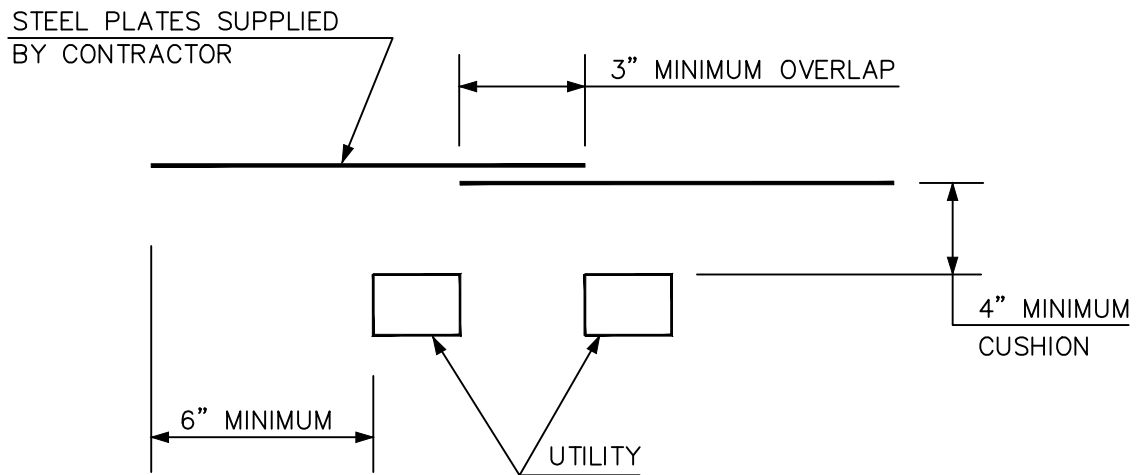 STEEL PLATES SUPPLIED
BY CONTRACTOR
3” MINIMUM OVERLAP
4” MINIMUM
CUSHION
6” MINIMUM
UTILITY